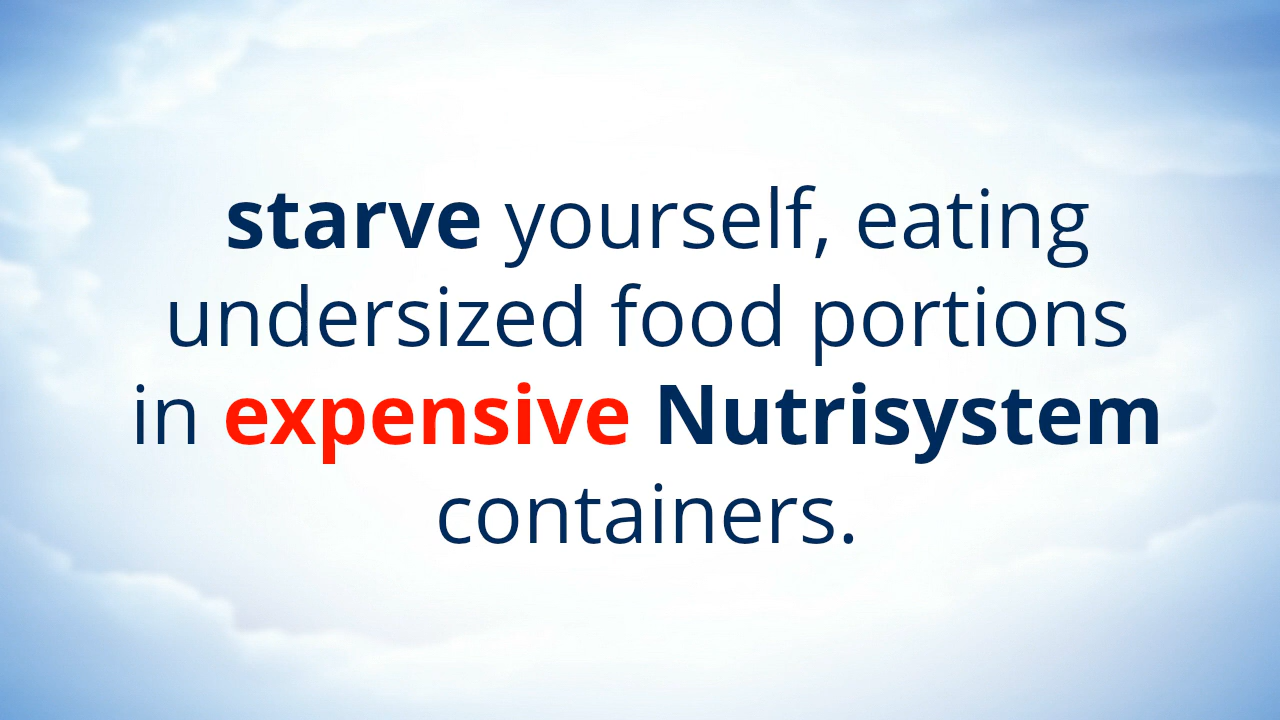 starve yourself, eating
undersized food portions
in expensive Nutrisystem
containers.